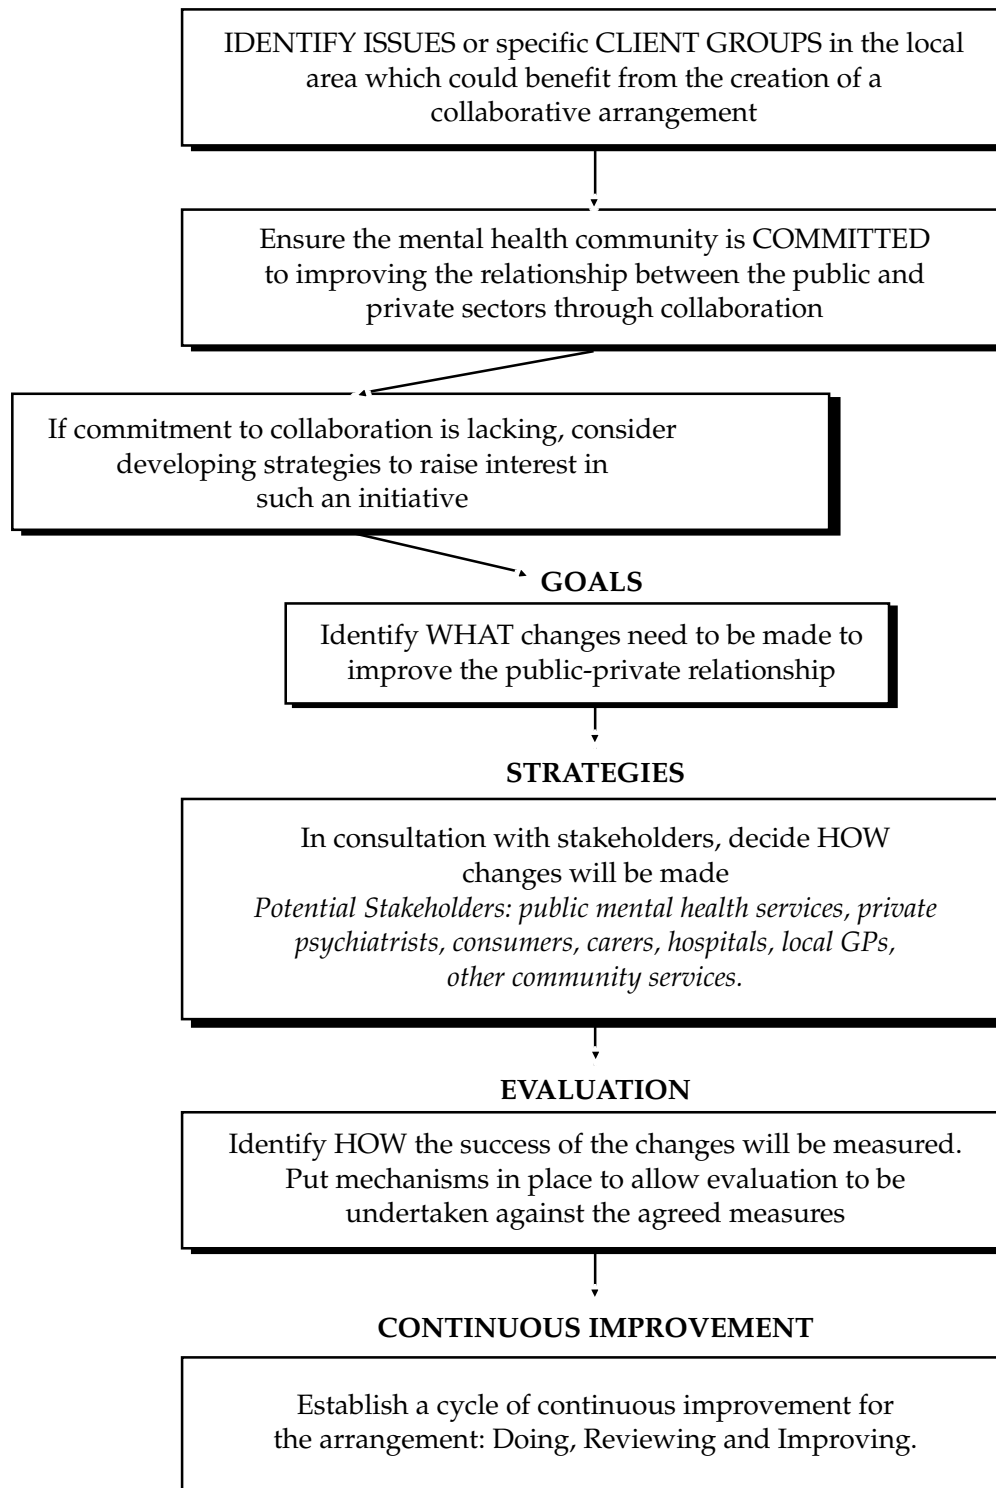 IDENTIFY ISSUES or specific CLIENT GROUPS in the local
area which could benefit from the creation of a
collaborative arrangement
Ensure the mental health community is COMMITTED
to improving the relationship between the public and
private sectors through collaboration
If commitment to collaboration is lacking, consider
developing strategies to raise interest in
such an initiative
GOALS
Identify WHAT changes need to be made to
improve the public-private relationship
STRATEGIES
In consultation with stakeholders, decide HOW
changes will be made
Potential Stakeholders: public mental health services, private
psychiatrists, consumers, carers, hospitals, local GPs,
other community services.
EVALUATION
Identify HOW the success of the changes will be measured.
Put mechanisms in place to allow evaluation to be
undertaken against the agreed measures
CONTINUOUS IMPROVEMENT
Establish a cycle of continuous improvement for
the arrangement: Doing, Reviewing and Improving.